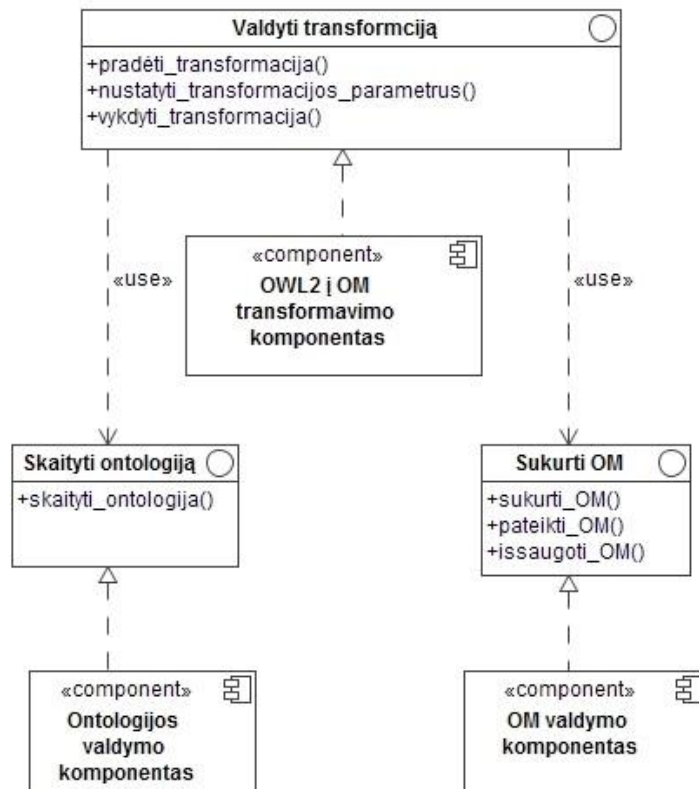 Valdyti transformciją
+pradėti_transformacija()
+nustatyti_transformacijos_parametrus()
+vykdyti_transformacija()
«component»
OWL2 į OM
transformavimo
komponentas
«use»
«use»
Skaityti ontologiją
+skaityti_ontologija()
Sukurti OM
+sukurti_OM()
+pateikti_OM()
+issaugoti_OM()
«component»
Ontologijos
valdymo
komponentas
«component»
OM valdymo
komponentas